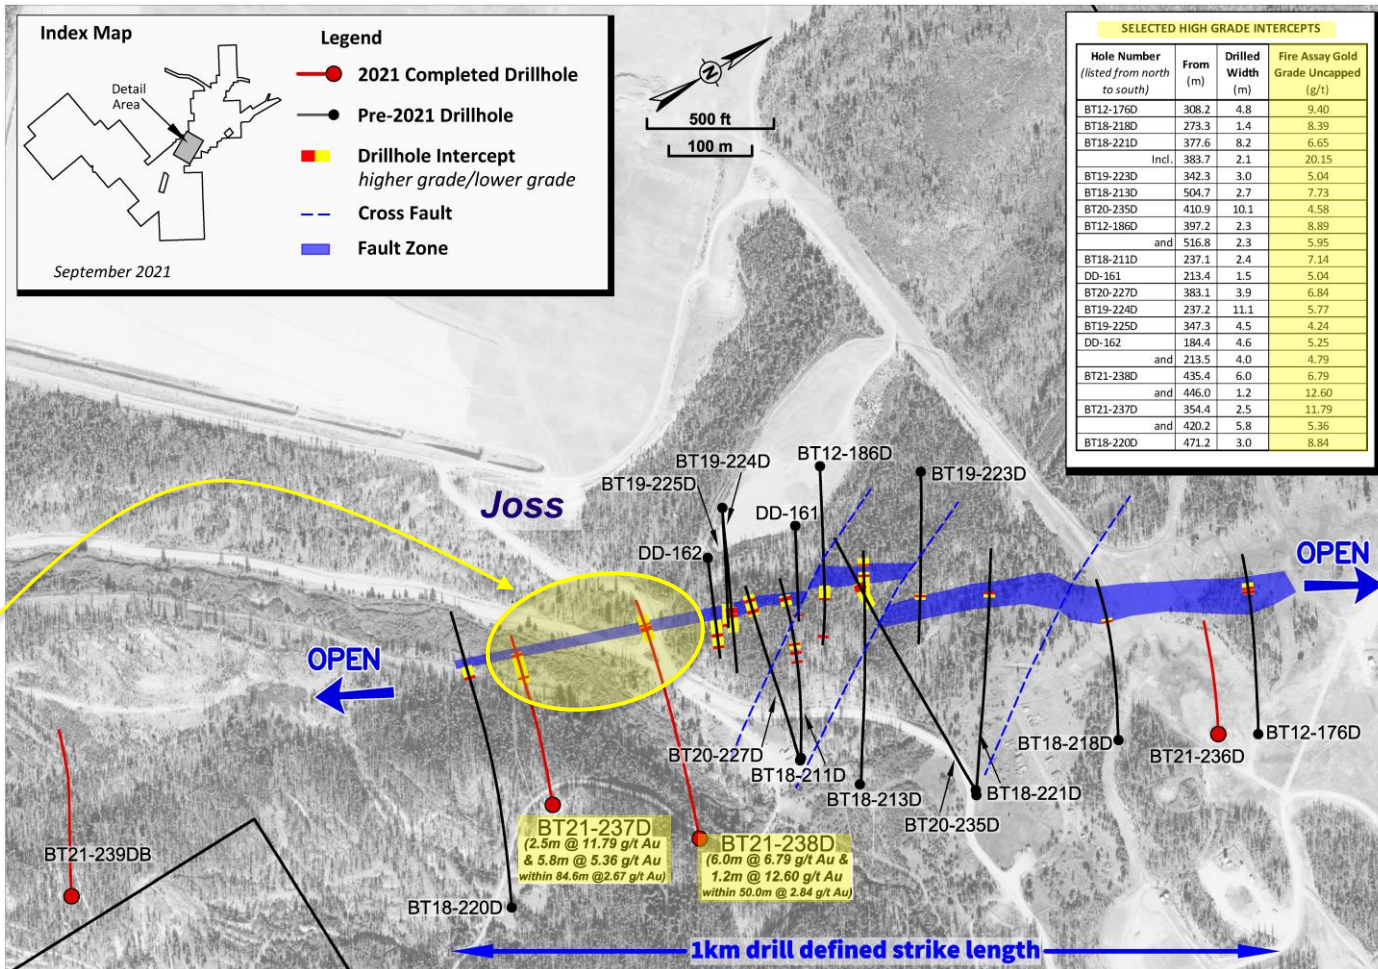 Index Map
Detail
Area
September 2021
Legend
2021 Completed Drillhole
Pre-2021 Drillhole
Drillhole Intercept
higher grade/lower grade
Cross Fault
Fault Zone
N
500 ft
100 m
SELECTED HIGH GRADE INTERCEPTS
Hole Number (listed from north to south) From (m) Drilled Width (m) Fire Assay Gold Grade Uncapped (g/t)
BT12-176D 308.2 4.8 9.40
BT18-218D 273.3 1.4 8.39
BT18-221D 377.6 8.2 6.65
Incl. 383.7 2.1 20.15
BT19-223D 342.3 3.0 5.04
BT18-213D 504.7 2.7 7.73
BT20-235D 410.9 10.1 4.58
BT12-186D 397.2 2.3 8.89
and 516.8 2.3 5.95
BT18-211D 237.1 2.4 7.14
DD-161 213.4 1.5 5.04
BT20-227D 383.1 3.9 6.84
BT19-224D 237.2 11.1 5.77
BT19-225D 347.3 4.5 4.24
DD-162 184.4 4.6 5.25
and 213.5 4.0 4.79
BT21-238D 435.4 6.0 6.79
and 446.0 1.2 12.60
BT21-237D 354.4 2.5 11.79
and 420.2 5.8 5.36
BT18-220D 471.2 3.0 8.84
Joss
BT19-224D
BT19-225D
BT12-186D
BT19-223D
DD-161
DD-162
OPEN
OPEN
BT20-227D
BT18-211D
BT18-213D
BT20-235D
BT18-221D
BT18-218D
BT21-236D
BT12-176D
BT21-237D
(2.5m @ 11.79 g/t Au
& 5.8m @ 5.36 g/t Au
within 84.6m @2.67 g/t Au)
BT21-238D
(6.0m @ 6.79 g/t Au &
1.2m @ 12.60 g/t Au
within 50.0m @ 2.84 g/t Au)
BT21-239DB
BT18-220D
1km drill defined strike length